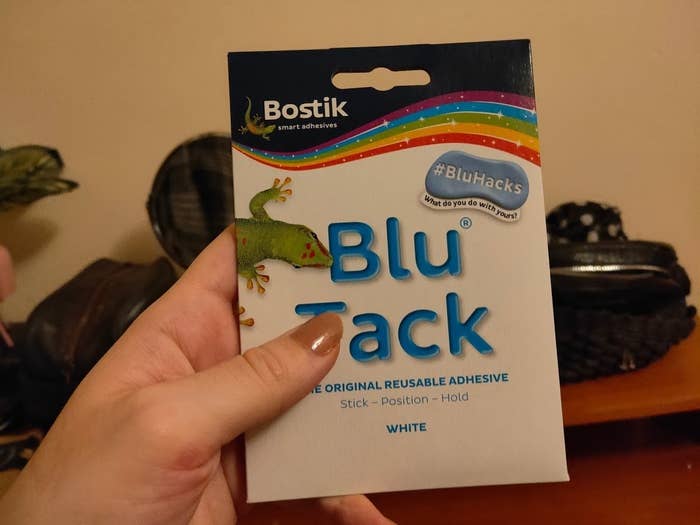 Bostik
smart adhesives
#BluHacks
What do you do with yours?
Blu®
Tack
THE ORIGINAL REUSABLE ADHESIVE
Stick – Position – Hold
WHITE